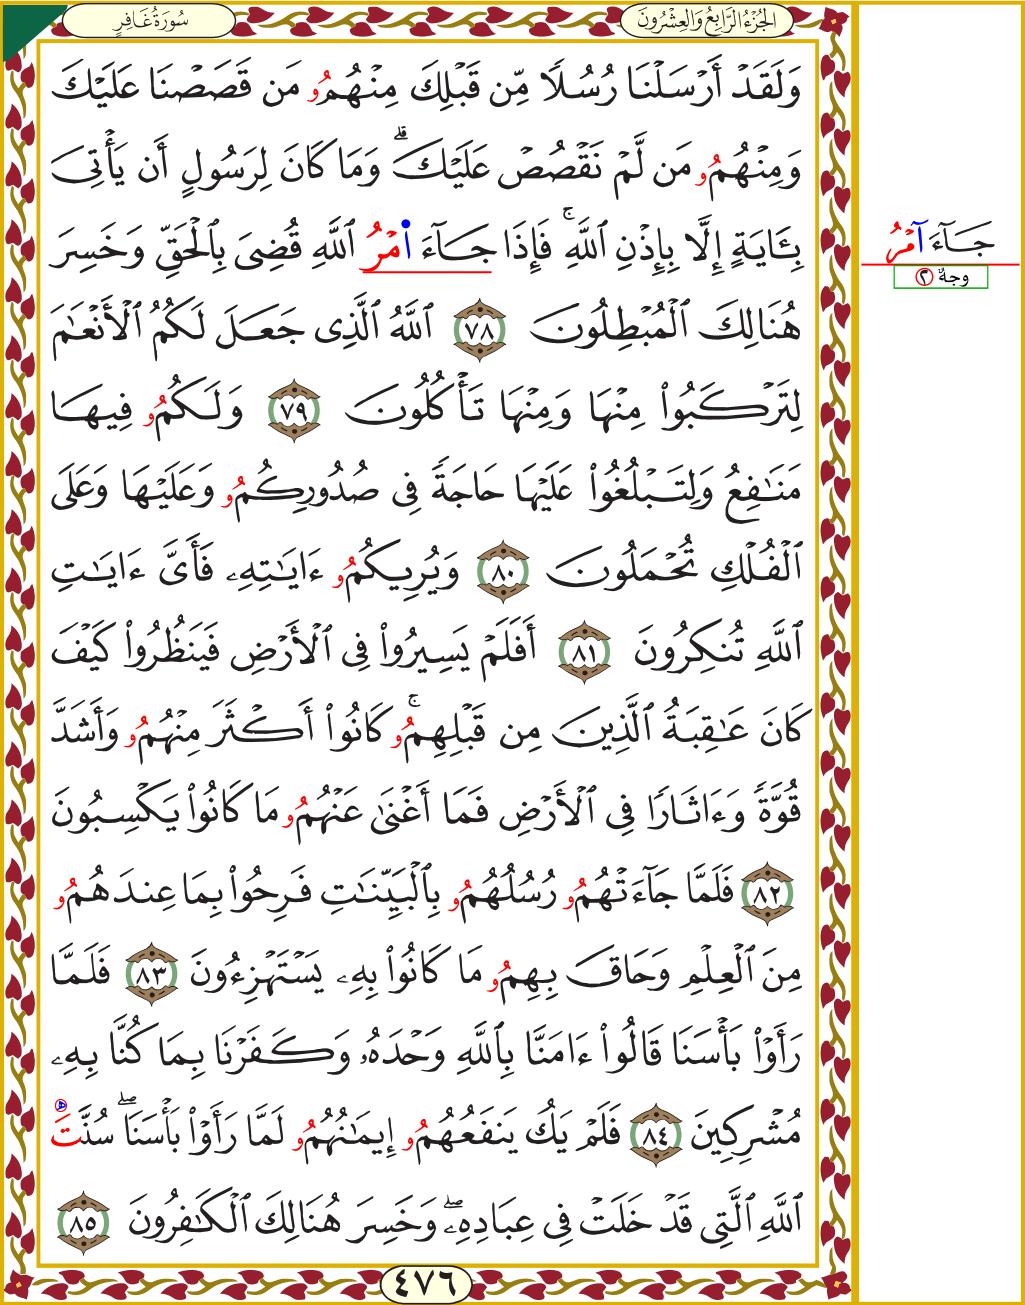 سُورَةُ غَافِرٍ
الجُزْءُ الرَّابِعُ وَالعِشْرُونَ
وَلَقَدْ أَرْسَلْنَا رُسُلًا مِّن قَبْلِكَ مِنْهُمُۥ مَن قَصَصْنَا عَلَيْكَ
وَمِنْهُمُۥ مَن لَّمْ نَقْصُصْ عَلَيْكَ ۗ وَمَا كَانَ لِرَسُولٍ أَن يَأْتِىَ
بِـَٔايَةٍ إِلَّا بِإِذْنِ ٱللَّهِ ۚ فَإِذَا جَآءَ اَ۬مْرُ ٱللَّهِ قُضِىَ بِٱلْحَقِّ وَخَسِرَ
هُنَالِكَ ٱلْمُبْطِلُونَ ٧٨ ٱللَّهُ ٱلَّذِى جَعَلَ لَكُمُ ٱلْأَنْعَٰمَ
لِتَرْكَبُوا۟ مِنْهَا وَمِنْهَا تَأْكُلُونَ ٧٩ وَلَكُمُۥ فِيهَا
مَنَٰفِعُ وَلِتَبْلُغُوا۟ عَلَيْهَا حَاجَةً فِى صُدُورِكُمُۥ وَعَلَيْهَا وَعَلَى
ٱلْفُلْكِ تُحْمَلُونَ ٨٠ وَيُرِيكُمُۥ ءَايَٰتِهِۦ فَأَىَّ ءَايَٰتِ
ٱللَّهِ تُنكِرُونَ ٨١ أَفَلَمْ يَسِيرُوا۟ فِى ٱلْأَرْضِ فَيَنظُرُوا۟ كَيْفَ
كَانَ عَٰقِبَةُ ٱلَّذِينَ مِن قَبْلِهِمُۥ ۚ كَانُوٓا۟ أَكْثَرَ مِنْهُمُۥ وَأَشَدَّ
قُوَّةً وَءَاثَارًا فِى ٱلْأَرْضِ فَمَا أَغْنَىٰ عَنْهُمُۥ مَا كَانُوا۟ يَكْسِبُونَ
٨٢ فَلَمَّا جَآءَتْهُمُۥ رُسُلُهُمُۥ بِٱلْبَيِّنَٰتِ فَرِحُوا۟ بِمَا عِندَهُمُۥ
مِنَ ٱلْعِلْمِ وَحَاقَ بِهِمُۥ مَا كَانُوا۟ بِهِۦ يَسْتَهْزِءُونَ ٨٣ فَلَمَّا
رَأَوْا۟ بَأْسَنَا قَالُوا۟ ءَامَنَّا بِٱللَّهِ وَحْدَهُۥ وَكَفَرْنَا بِمَا كُنَّا بِهِۦ
مُشْرِكِينَ ٨٤ فَلَمْ يَكُ يَنفَعُهُمُۥ إِيمَٰنُهُمُۥ لَمَّا رَأَوْا۟ بَأْسَنَا ۖ سُنَّتَ
ٱللَّهِ ٱلَّتِى قَدْ خَلَتْ فِى عِبَادِهِۦ ۖ وَخَسِرَ هُنَالِكَ ٱلْكَٰفِرُونَ ٨٥
جَآءَ آمْرُ
وجهٌ ٢
٤٧٦